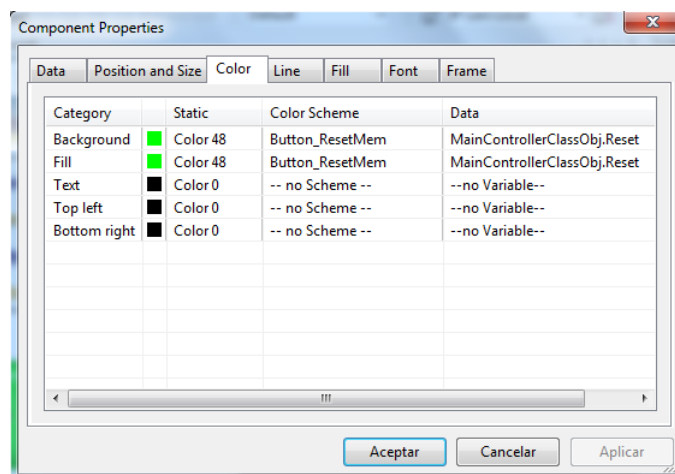 Component Properties
Data Position and Size Color Line Fill Font Frame
Category Static Color Scheme Data
Background Color 48 Button_ResetMem MainControllerClassObj.Reset
Fill Color 48 Button_ResetMem MainControllerClassObj.Reset
Text Color 0 -- no Scheme -- --no Variable--
Top left Color 0 -- no Scheme -- --no Variable--
Bottom right Color 0 -- no Scheme -- --no Variable--
Aceptar Cancelar Aplicar